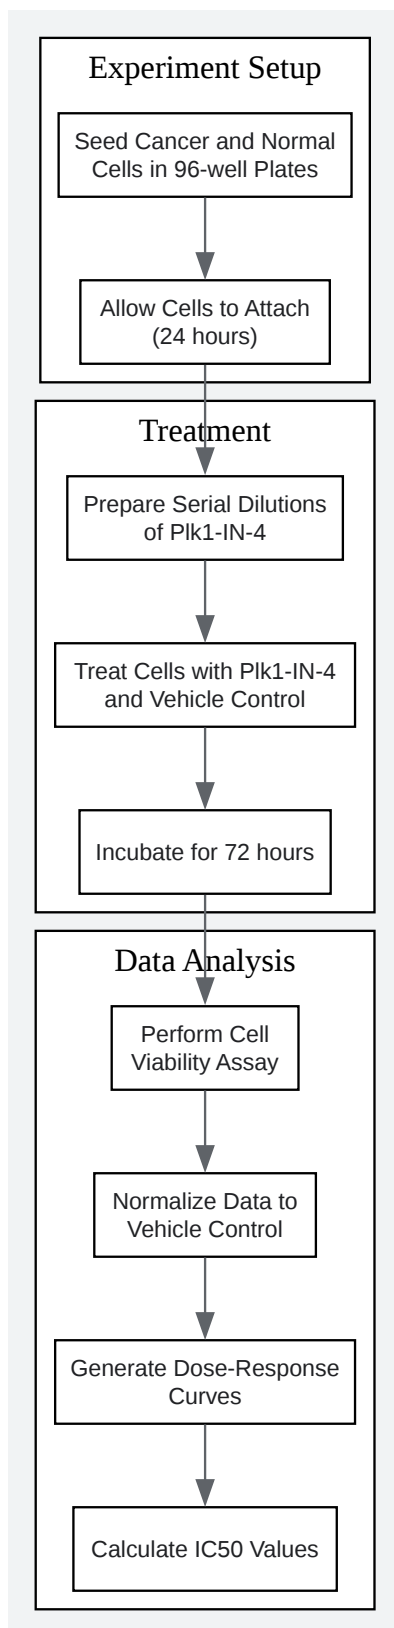 Experiment Setup
Seed Cancer and Normal
Cells in 96-well Plates
Allow Cells to Attach
(24 hours)
Treatment
Prepare Serial Dilutions
of Plk1-IN-4
Treat Cells with Plk1-IN-4
and Vehicle Control
Incubate for 72 hours
Data Analysis
Perform Cell
Viability Assay
Normalize Data to
Vehicle Control
Generate Dose-Response
Curves
Calculate IC50 Values